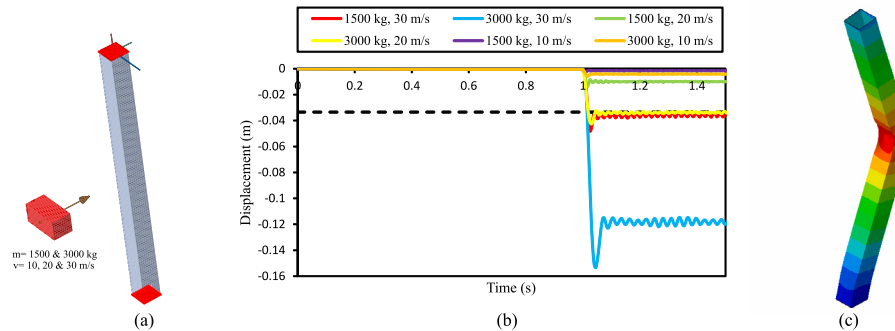 m= 1500 & 3000 kg
v= 10, 20 & 30 m/s
(a)
1500 kg, 30 m/s 3000 kg, 30 m/s 1500 kg, 20 m/s
3000 kg, 20 m/s 1500 kg, 10 m/s 3000 kg, 10 m/s
0
-0.02
-0.04
-0.06
-0.08
-0.1
-0.12
-0.14
-0.16
0 0.2 0.4 0.6 0.8 1 1.2 1.4
Displacement (m)
Time (s)
(b)
(c)